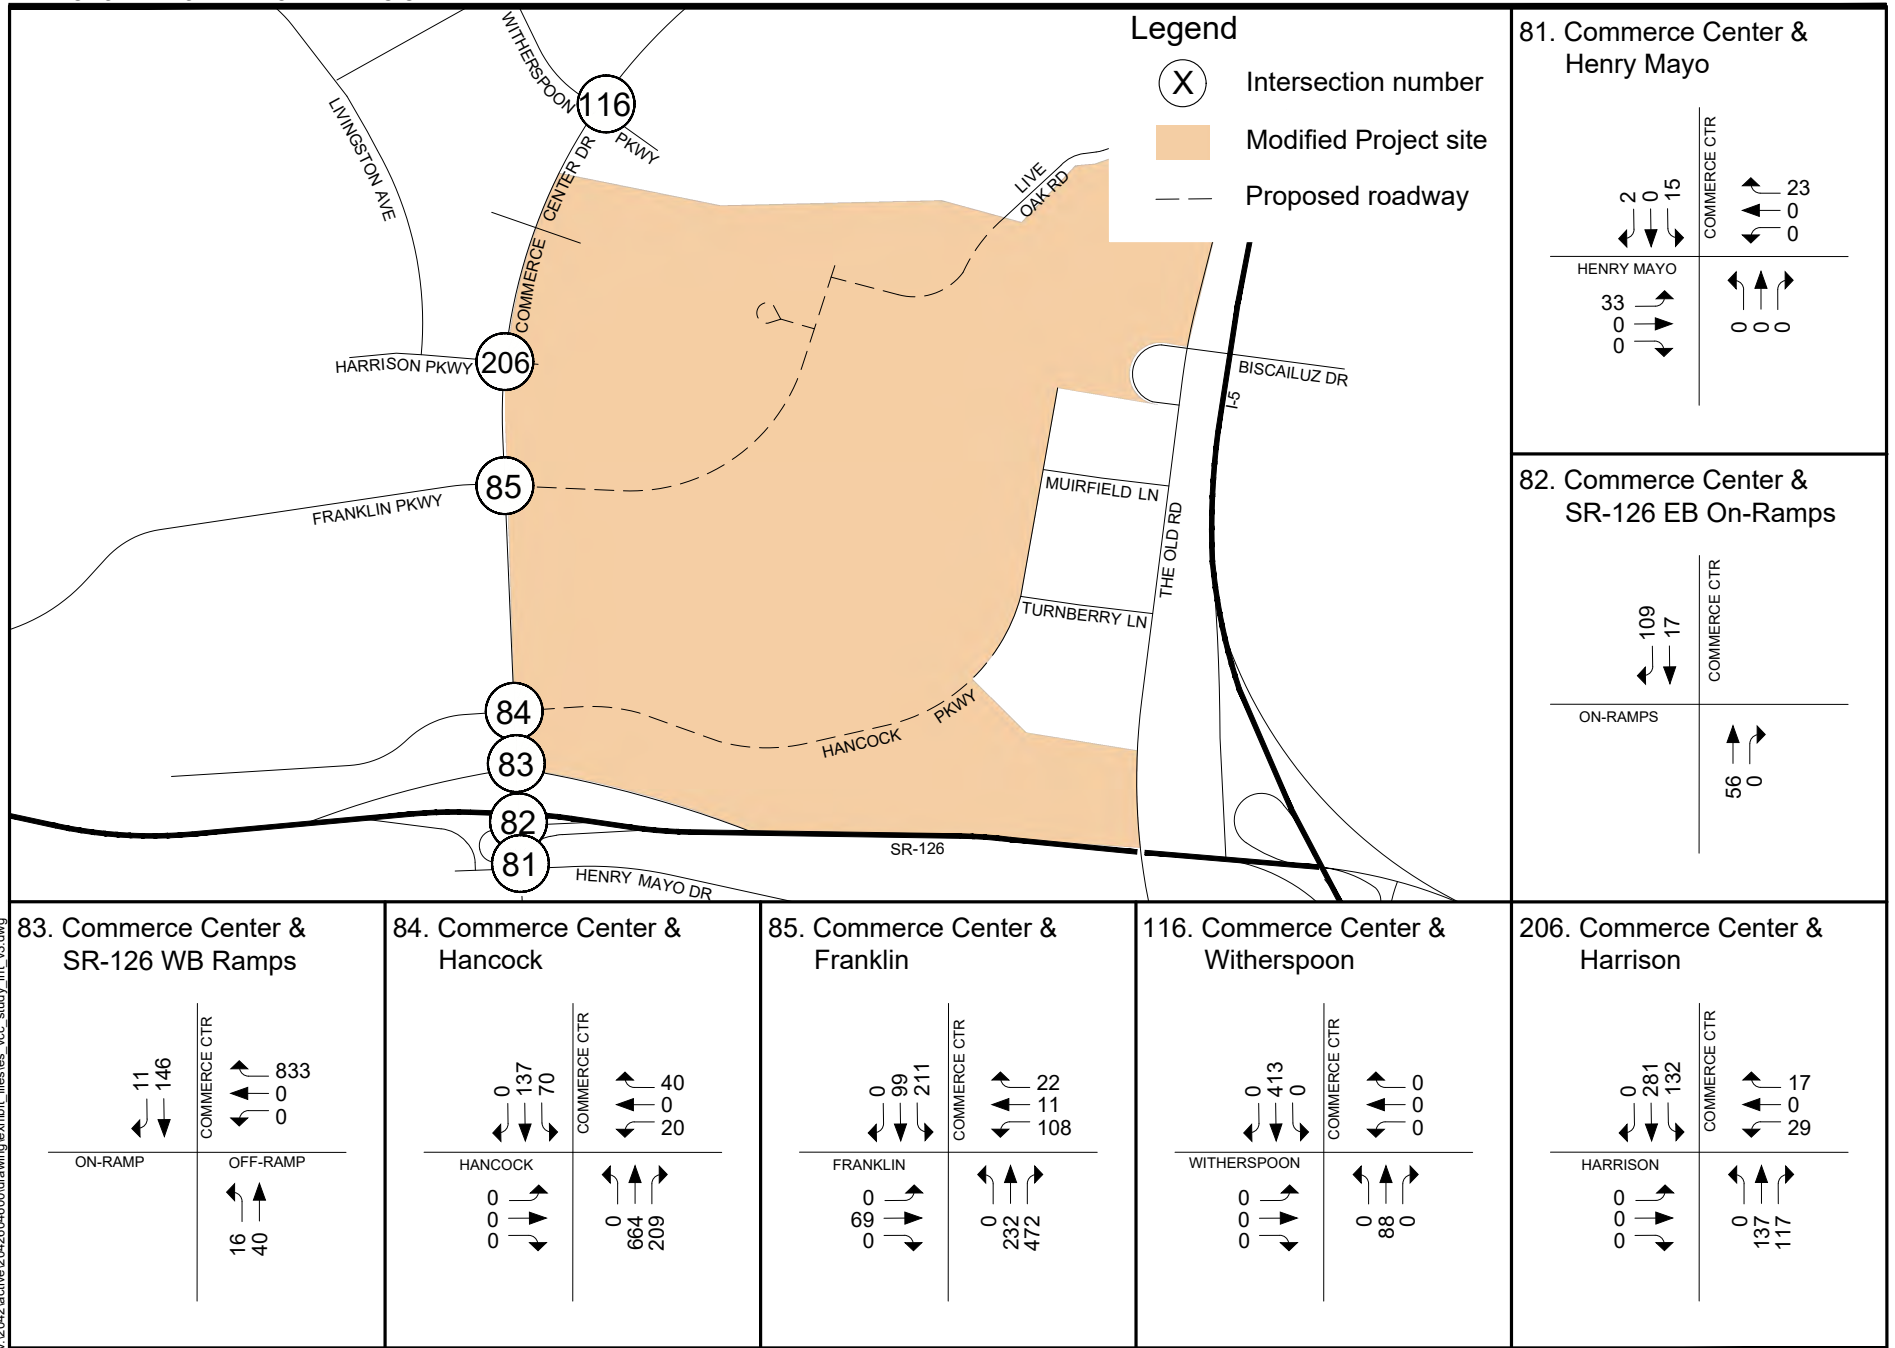 Legend
X Intersection number
Modified Project site
Proposed roadway
WITHERSPOON
PKWY
116
LIVINGSTON AVE
COMMERCE
CENTER DR
LIVE
OAK RD
HARRISON PKWY
206
BISCAILUZ DR
I-5
85
FRANKLIN PKWY
MUIRFIELD LN
THE OLD RD
TURNBERRY LN
84
HANCOCK
PKWY
83
82
SR-126
81
HENRY MAYO DR
81. Commerce Center &
Henry Mayo
COMMERCE CTR
2
0
15
23
0
0
HENRY MAYO
33
0
0
0
0
0
82. Commerce Center &
SR-126 EB On-Ramps
COMMERCE CTR
109
17
ON-RAMPS
56
0
83. Commerce Center &
SR-126 WB Ramps
COMMERCE CTR
11
146
833
0
0
ON-RAMP
OFF-RAMP
16
40
84. Commerce Center &
Hancock
COMMERCE CTR
0
137
70
40
0
20
HANCOCK
0
0
0
0
664
209
85. Commerce Center &
Franklin
COMMERCE CTR
0
99
211
22
11
108
FRANKLIN
0
69
0
0
232
472
116. Commerce Center &
Witherspoon
COMMERCE CTR
0
413
0
0
0
0
WITHERSPOON
0
0
0
0
88
0
206. Commerce Center &
Harrison
COMMERCE CTR
0
281
132
17
0
29
HARRISON
0
0
0
0
137
117